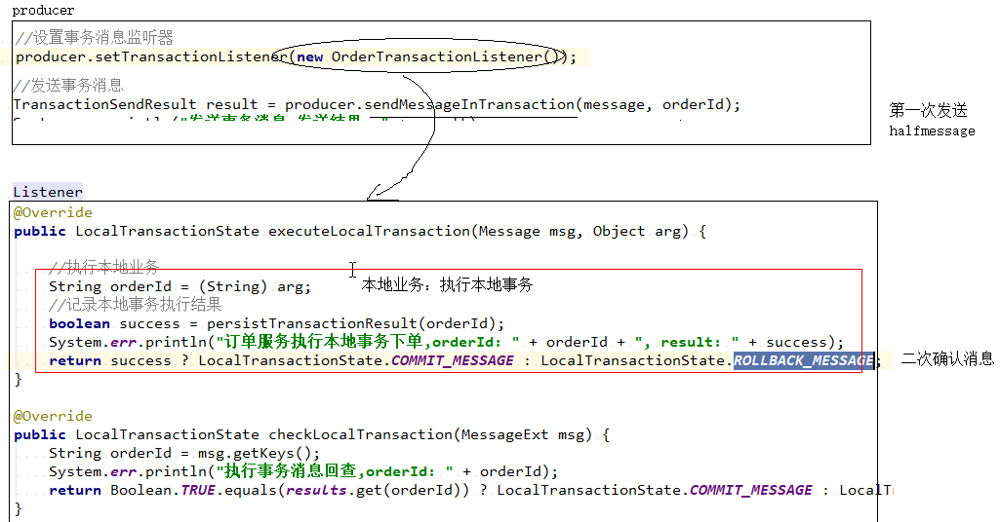 producer
//设置事务消息监听器
producer.setTransactionListener(new OrderTransactionListener());
//发送事务消息
TransactionSendResult result = producer.sendMessageInTransaction(message, orderId);
第一次发送
halfmessage
Listener
@Override
public LocalTransactionState executeLocalTransaction(Message msg, Object arg) {
//执行本地业务
String orderId = (String) arg;
本地业务：执行本地事务
//记录本地事务执行结果
boolean success = persistTransactionResult(orderId);
System.err.println("订单服务执行本地事务下单,orderId: " + orderId + ", result: " + success);
return success ? LocalTransactionState.COMMIT_MESSAGE : LocalTransactionState.ROLLBACK_MESSAGE;
二次确认消息
}
@Override
public LocalTransactionState checkLocalTransaction(MessageExt msg) {
String orderId = msg.getKeys();
System.err.println("执行事务消息回查,orderId: " + orderId);
return Boolean.TRUE.equals(results.get(orderId)) ? LocalTransactionState.COMMIT_MESSAGE : LocalT
}